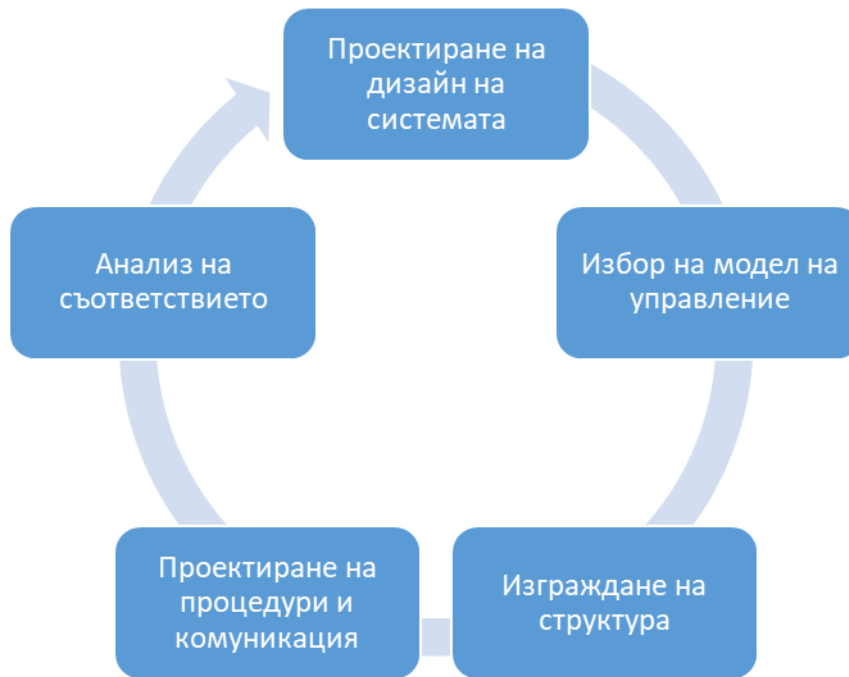 Проектиране на
дизайн на
системата
Избор на модел на
управление
Изграждане на
структура
Проектиране на
процедури и
комуникация
Анализ на
съответствието